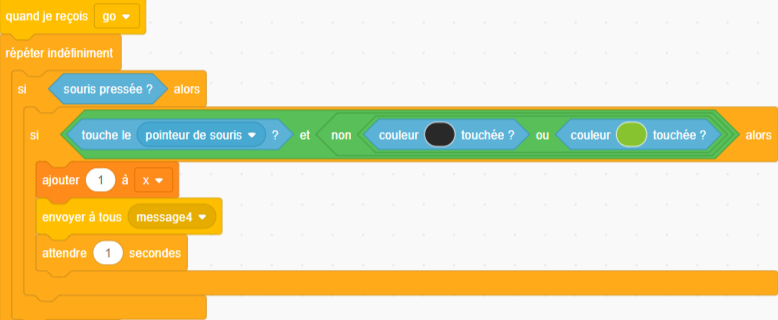 quand je reçois go
répéter indéfiniment
si souris pressée ? alors
si touche le pointeur de souris ? et non couleur touchée ? ou couleur touchée ? alors
ajouter 1 à x
envoyer à tous message4
attendre 1 secondes